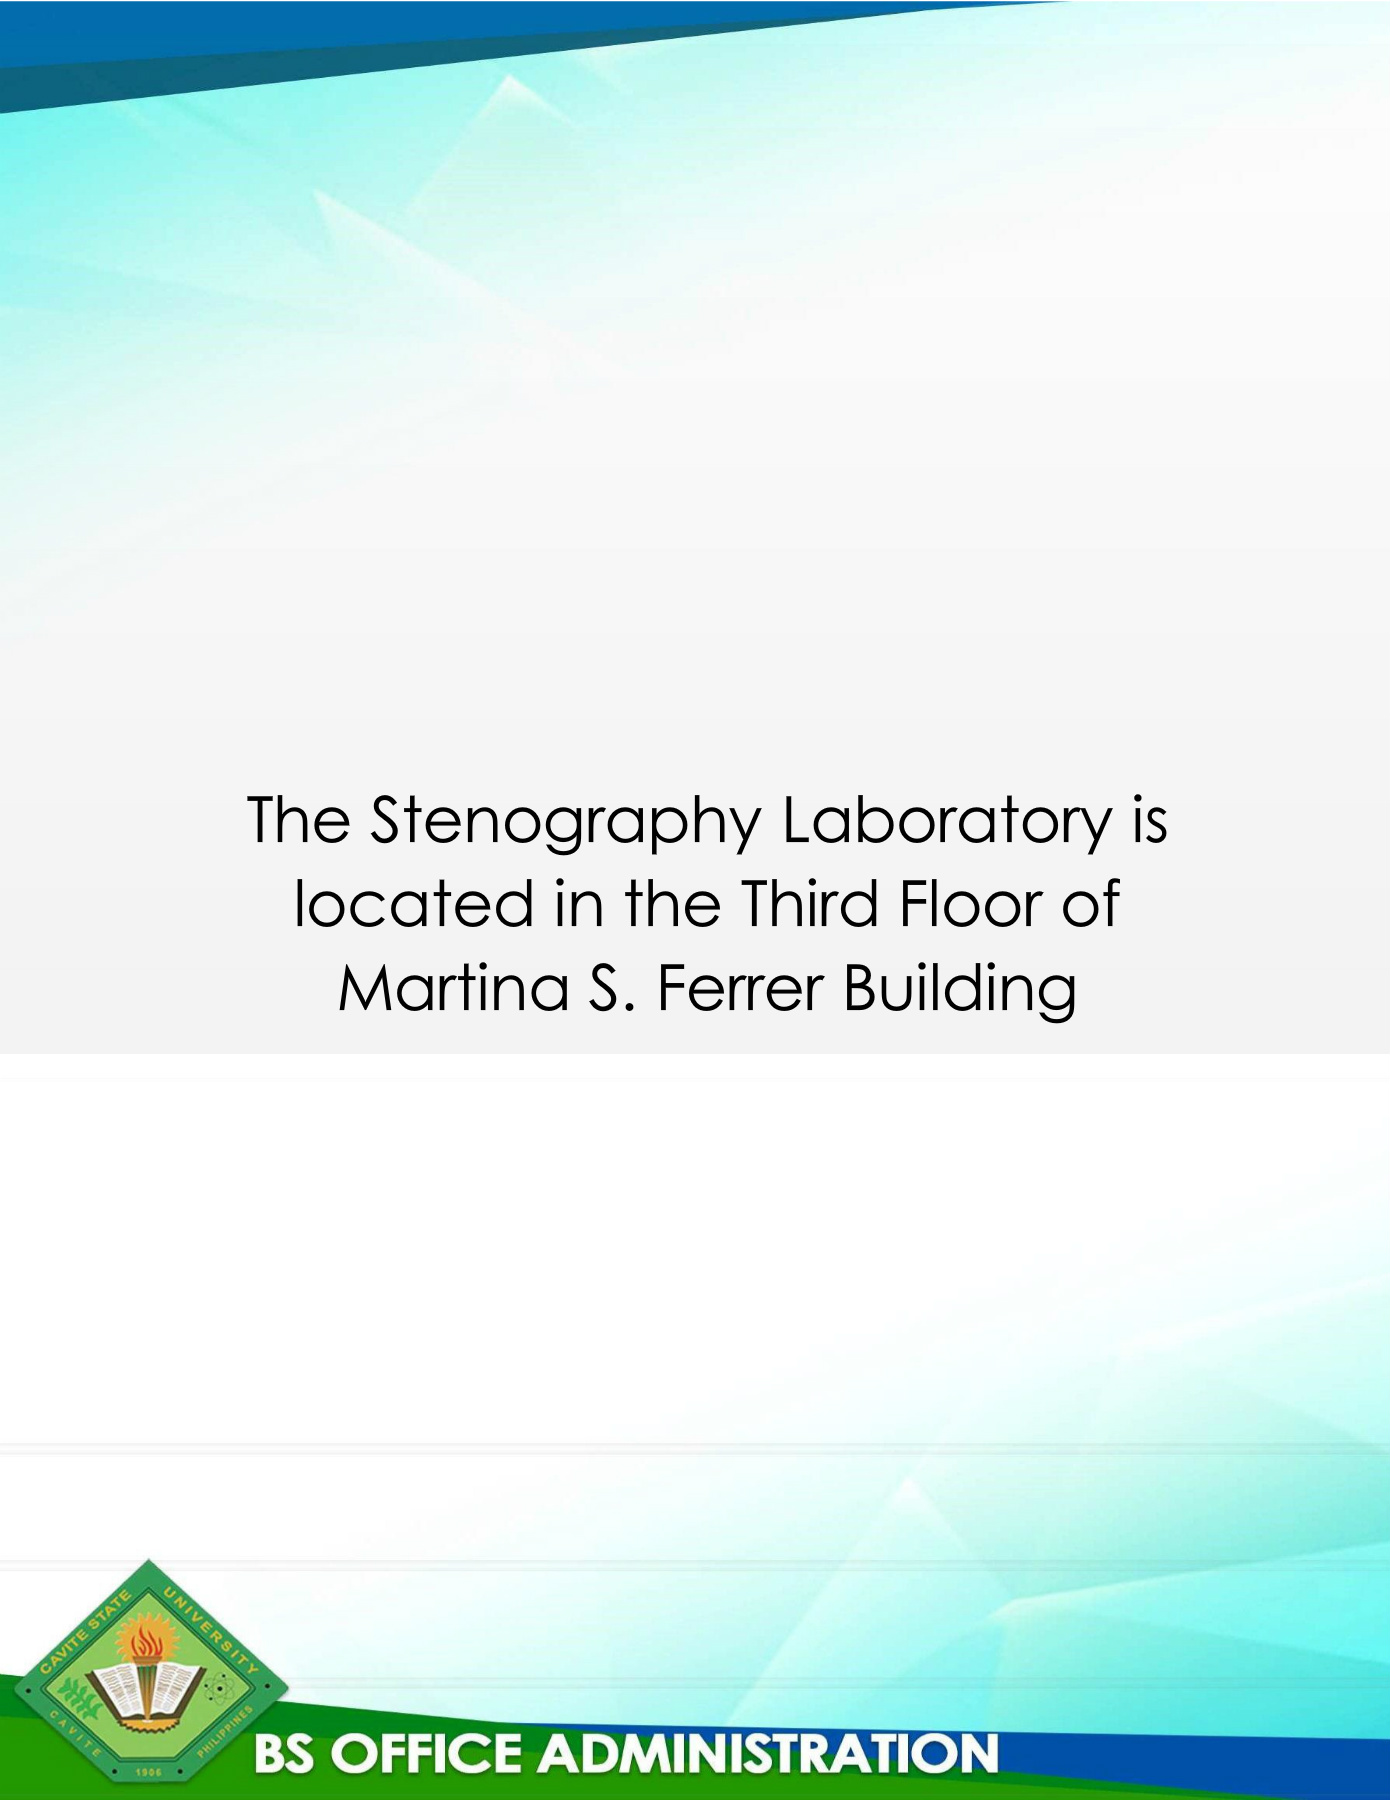 The Stenography Laboratory is
located in the Third Floor of
Martina S. Ferrer Building
CAVITE STATE UNIVERSITY
CAVITE PHILIPPINES
1906
BS OFFICE ADMINISTRATION